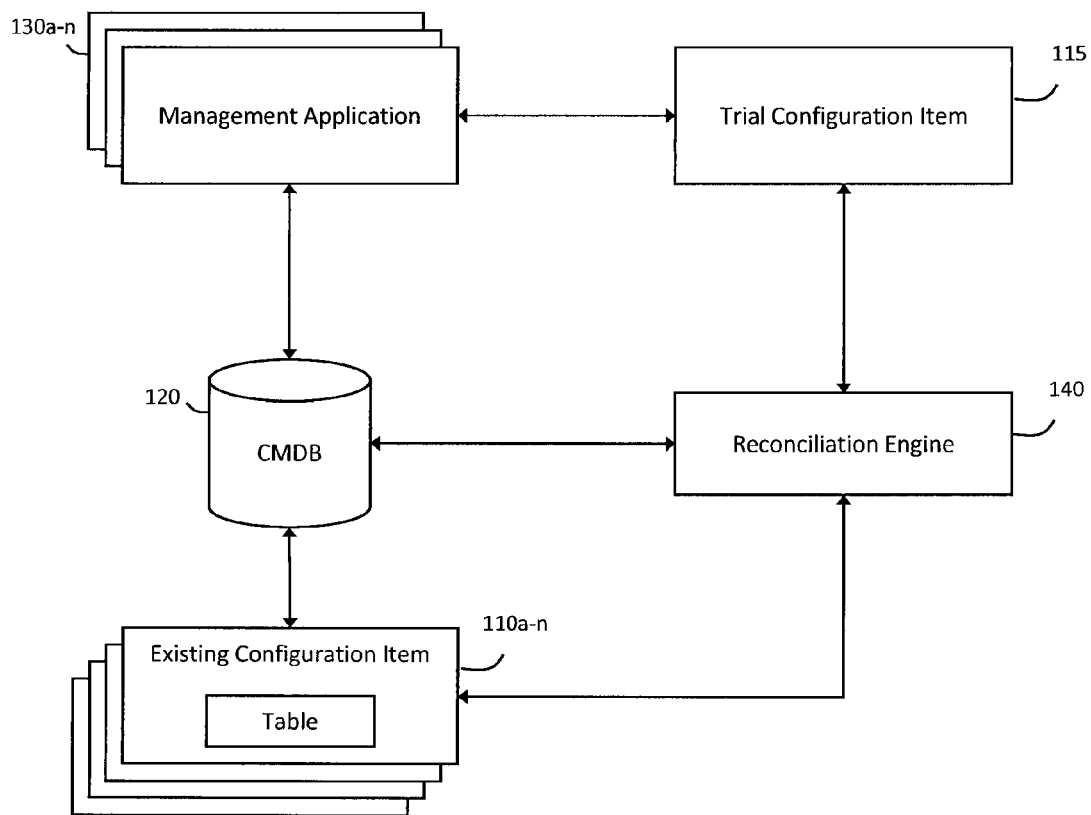 130a-n
Management Application
Trial Configuration Item
115
120
CMDB
Reconciliation Engine
140
Existing Configuration Item
110a-n
Table